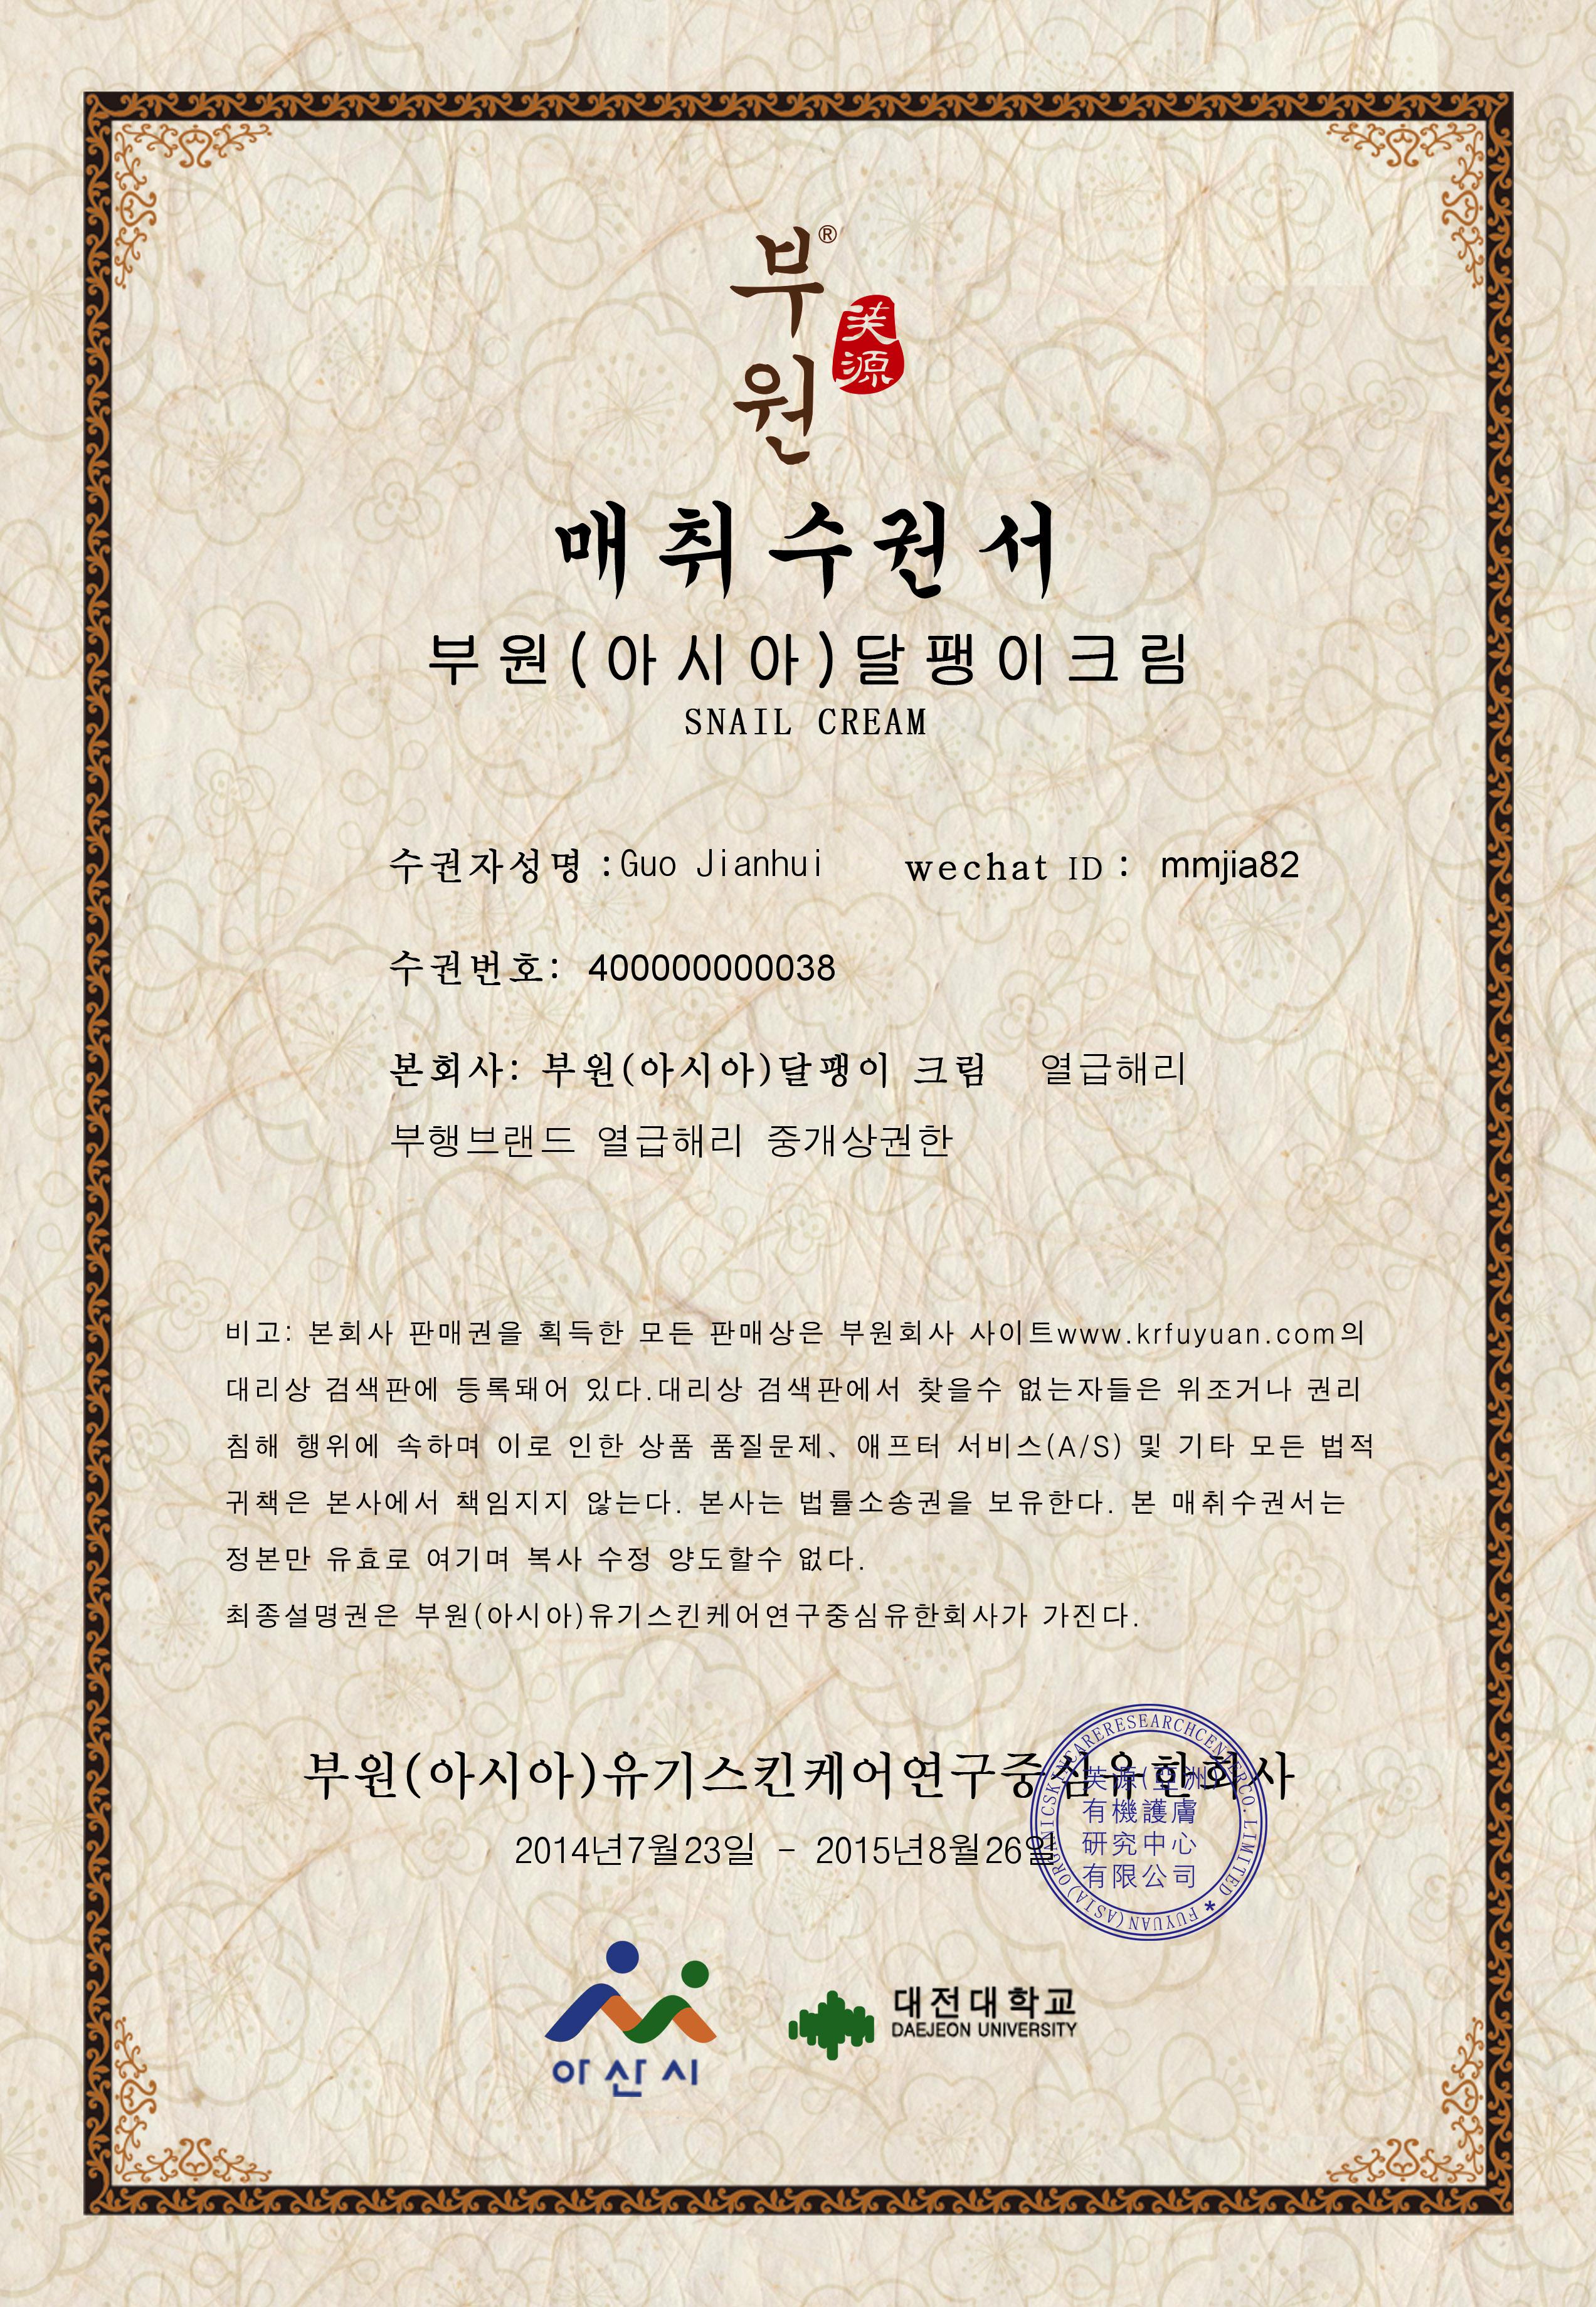 부원®
芙源
매취수권서
부원(아시아)달팽이크림
SNAIL CREAM
수권자성명 :Guo Jianhui wechat ID : mmjia82
수권번호: 400000000038
본회사: 부원(아시아)달팽이 크림 열급해리
부행브랜드 열급해리 중개상권한
비고: 본회사 판매권을 획득한 모든 판매상은 부원회사 사이트www.krfuyuan.com의
대리상 검색판에 등록돼어 있다.대리상 검색판에서 찾을수 없는자들은 위조거나 권리
침해 행위에 속하며 이로 인한 상품 품질문제、애프터 서비스(A/S) 및 기타 모든 법적
귀책은 본사에서 책임지지 않는다. 본사는 법률소송권을 보유한다. 본 매취수권서는
정본만 유효로 여기며 복사 수정 양도할수 없다.
최종설명권은 부원(아시아)유기스킨케어연구중심유한회사가 가진다.
부원(아시아)유기스킨케어연구중심유한회사
2014년7월23일 - 2015년8월26일
FUYUAN(ASIA)ORGANICSKINCARERESEARCHCENTERCO.LIMITED *
芙源(亞洲)
有機護膚
研究中心
有限公司
아산시
대전대학교
DAEJEON UNIVERSITY